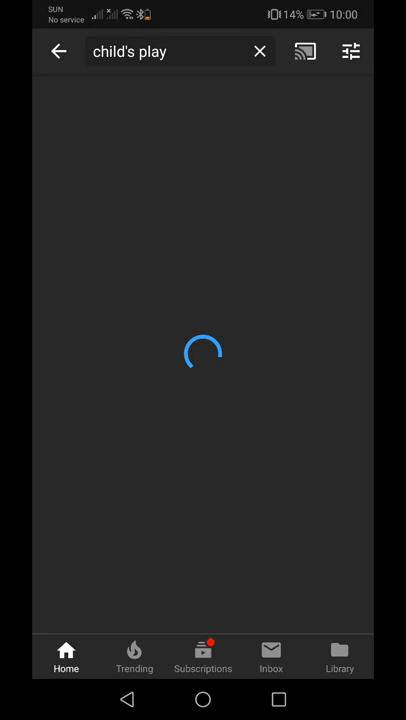 SUN
No service
14%
10:00
child's play
Home
Trending
Subscriptions
Inbox
Library